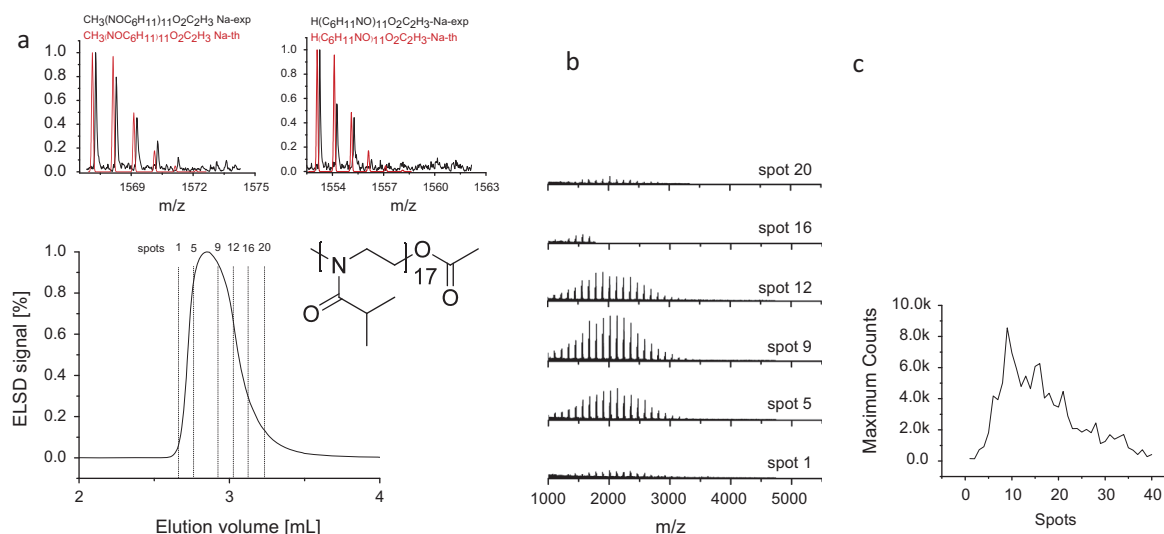 a
CH3(NOC6H11)11O2C2H3 Na-exp
CH3(NOC6H11)11O2C2H3 Na-th
1.0
0.8
0.6
0.4
0.2
0.0
1569
1572
1575
m/z
H(C6H11NO)11O2C2H3-Na-exp
H(C6H11NO)11O2C2H3-Na-th
1.0
0.8
0.6
0.4
0.2
0.0
1554
1557
1560
1563
m/z
spots 1 5 9 12 16 20
ELSD signal [%]
1.0
0.8
0.6
0.4
0.2
0.0
2
3
4
Elution volume [mL]
N
O
O
O
17
b
spot 20
spot 16
spot 12
spot 9
spot 5
spot 1
1000
2000
3000
4000
5000
m/z
c
Maximum Counts
10.0k
8.0k
6.0k
4.0k
2.0k
0.0
0
10
20
30
40
Spots